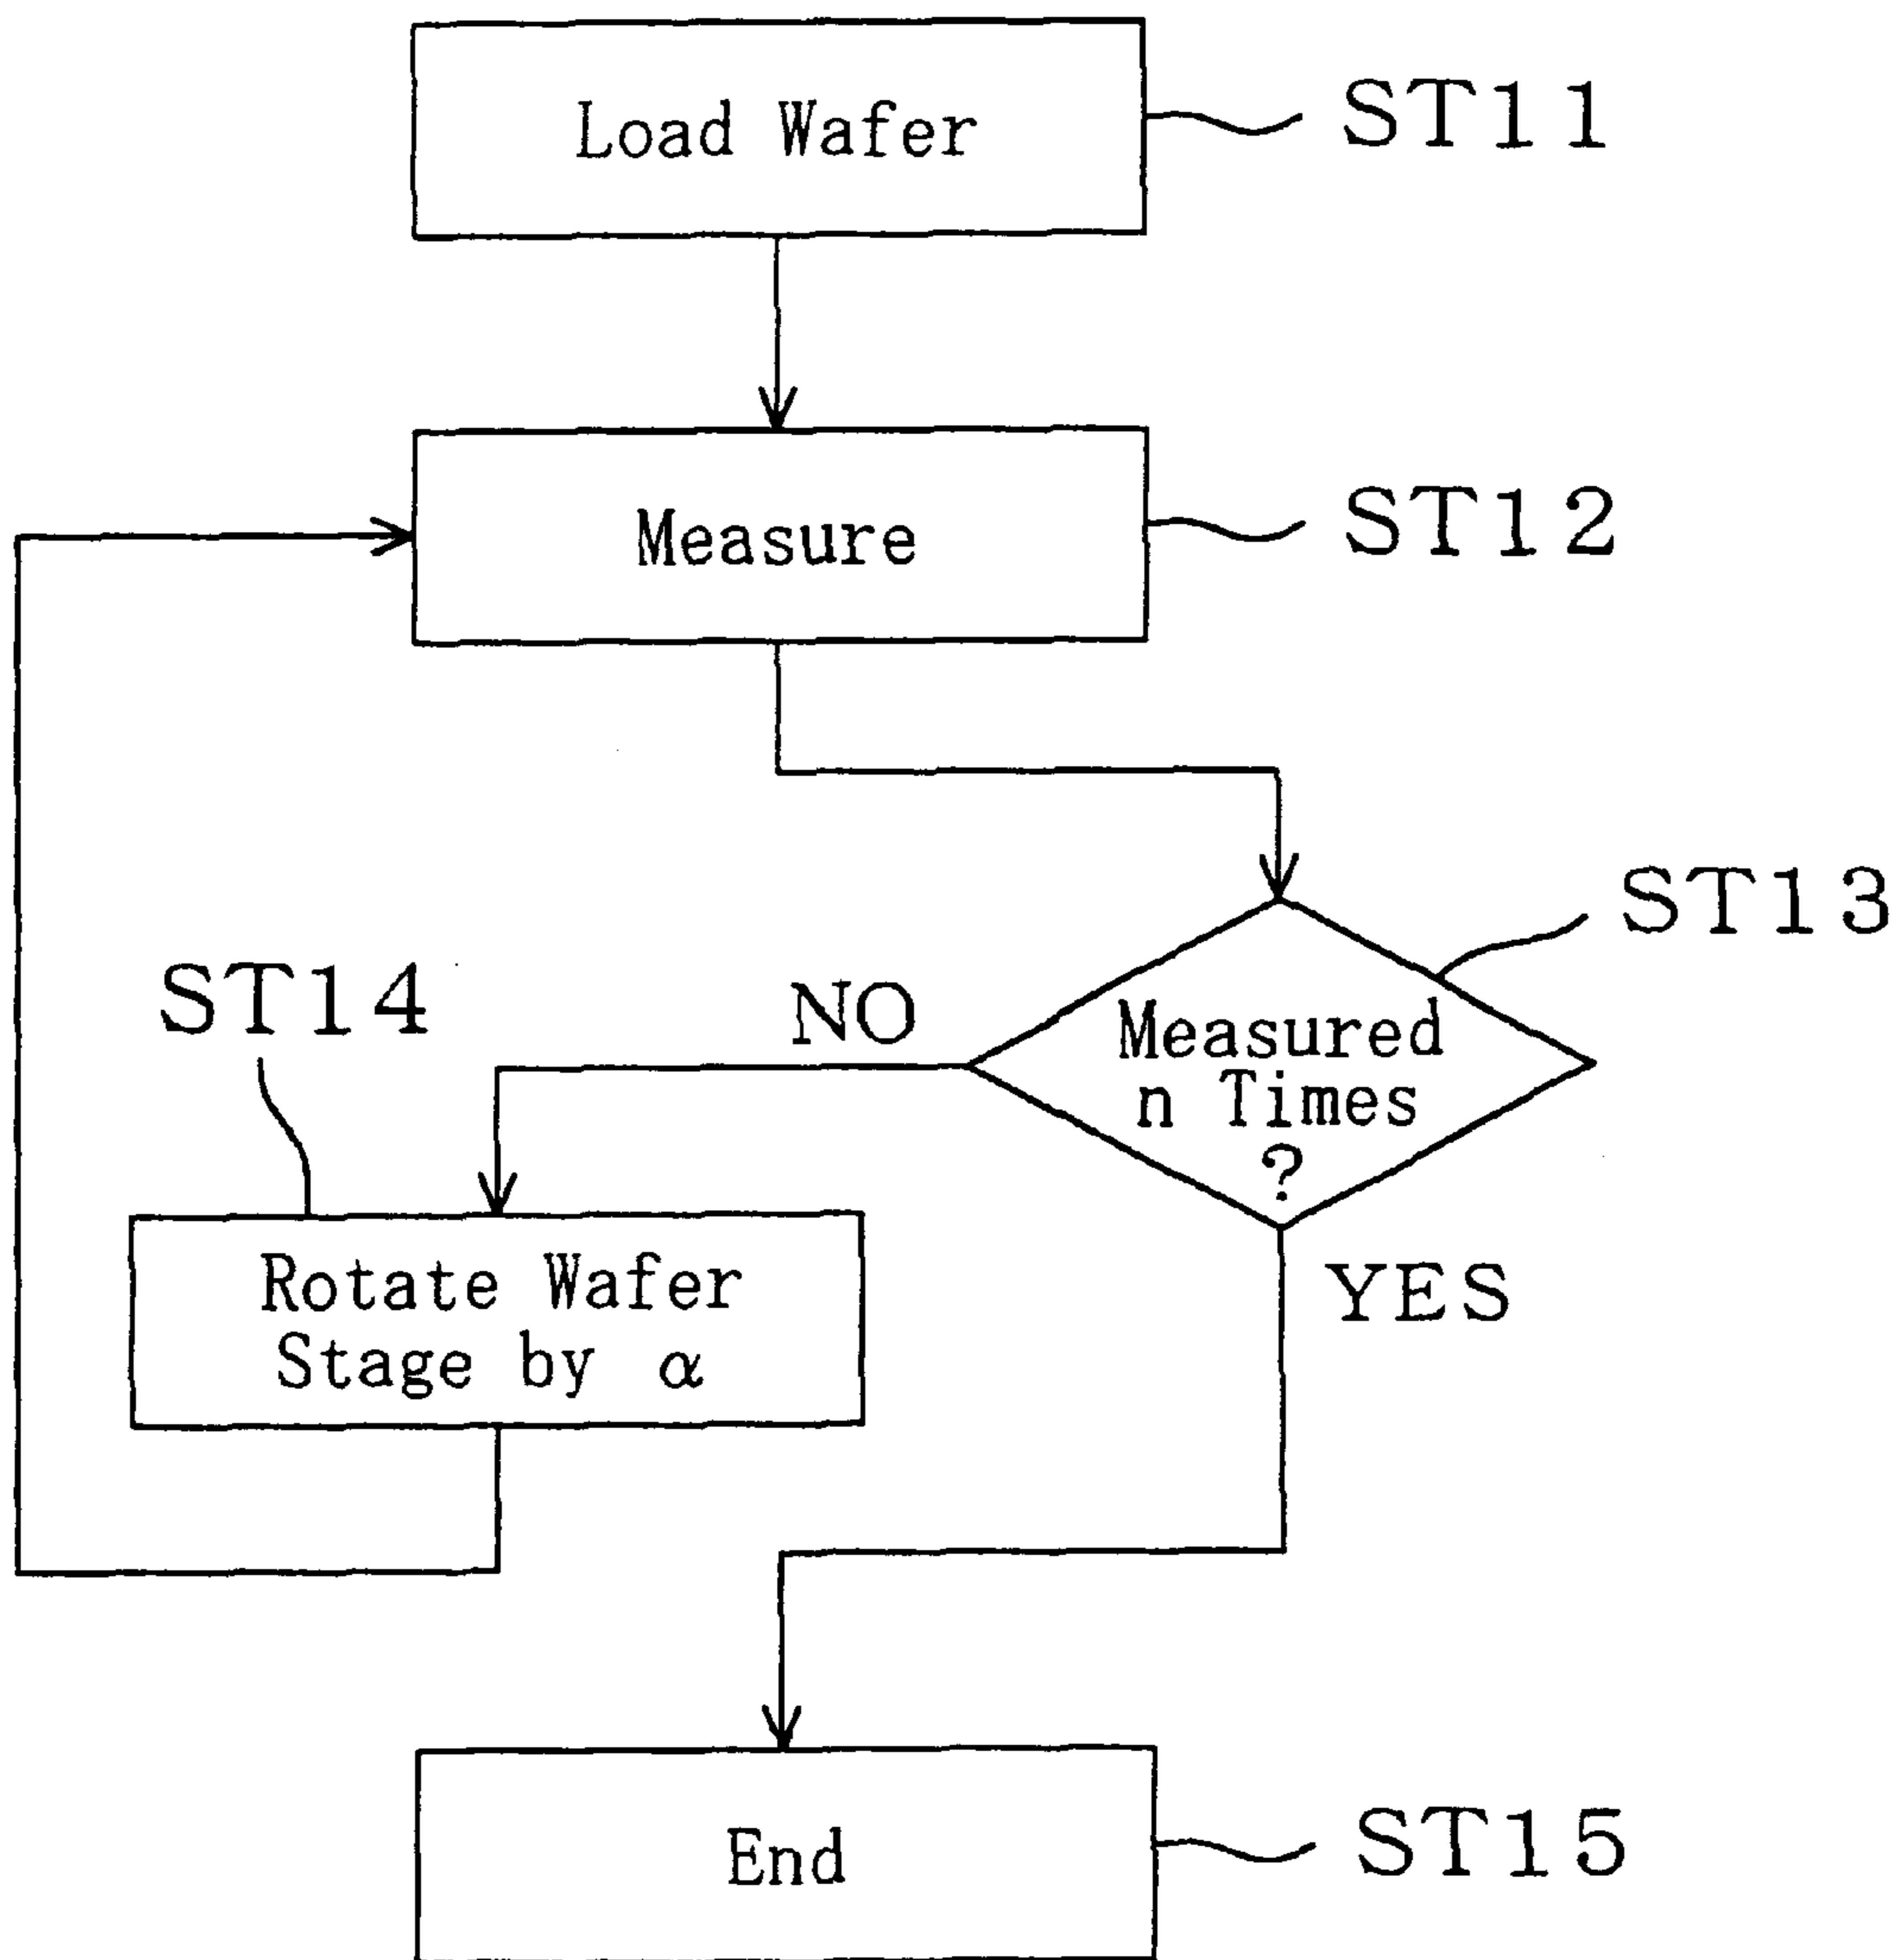 Load Wafer
ST11
Measure
ST12
ST13
Measured
n Times
?
NO
YES
ST14
Rotate Wafer
Stage by α
End
ST15